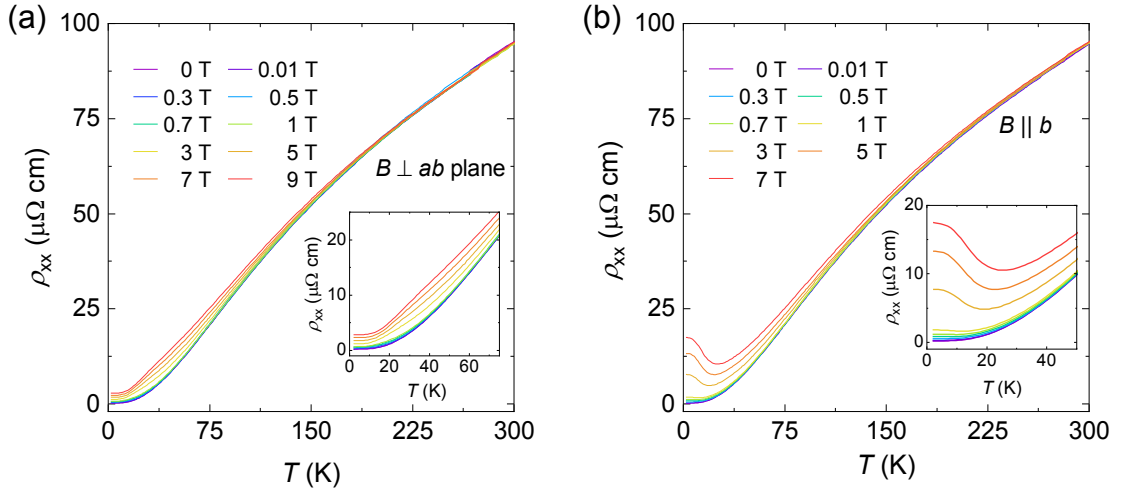 (a)
100
75
50
25
0
ρxx (μΩ cm)
0 T 0.01 T
0.3 T 0.5 T
0.7 T 1 T
3 T 5 T
7 T 9 T
B ⊥ ab plane
20
10
0
ρxx (μΩ cm)
0 20 40 60
T (K)
0 75 150 225 300
T (K)
(b)
100
75
50
25
0
ρxx (μΩ cm)
0 T 0.01 T
0.3 T 0.5 T
0.7 T 1 T
3 T 5 T
7 T
B || b
20
10
0
ρxx (μΩ cm)
0 20 40
T (K)
0 75 150 225 300
T (K)